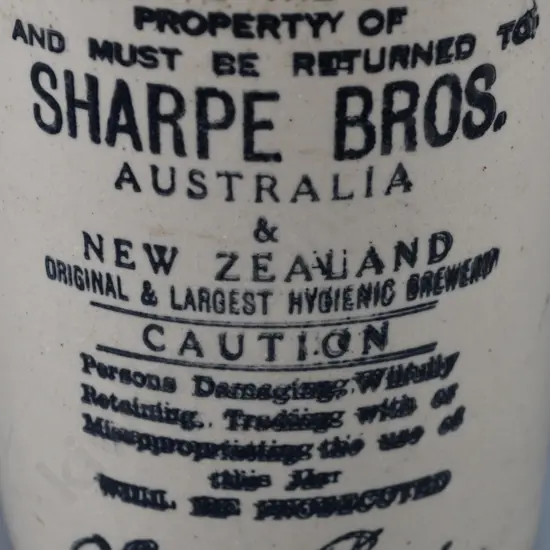 PROPERTYY OF
AND MUST BE RETURNED TO
SHARPE BROS.
AUSTRALIA
&
NEW ZEALAND
ORIGINAL & LARGEST HYGIENIC BREWERY
CAUTION
Persons Damaging, Wilfully
Retaining, Trading with or
Misappropriating the use of
this Jar
WILL BE PROSECUTED